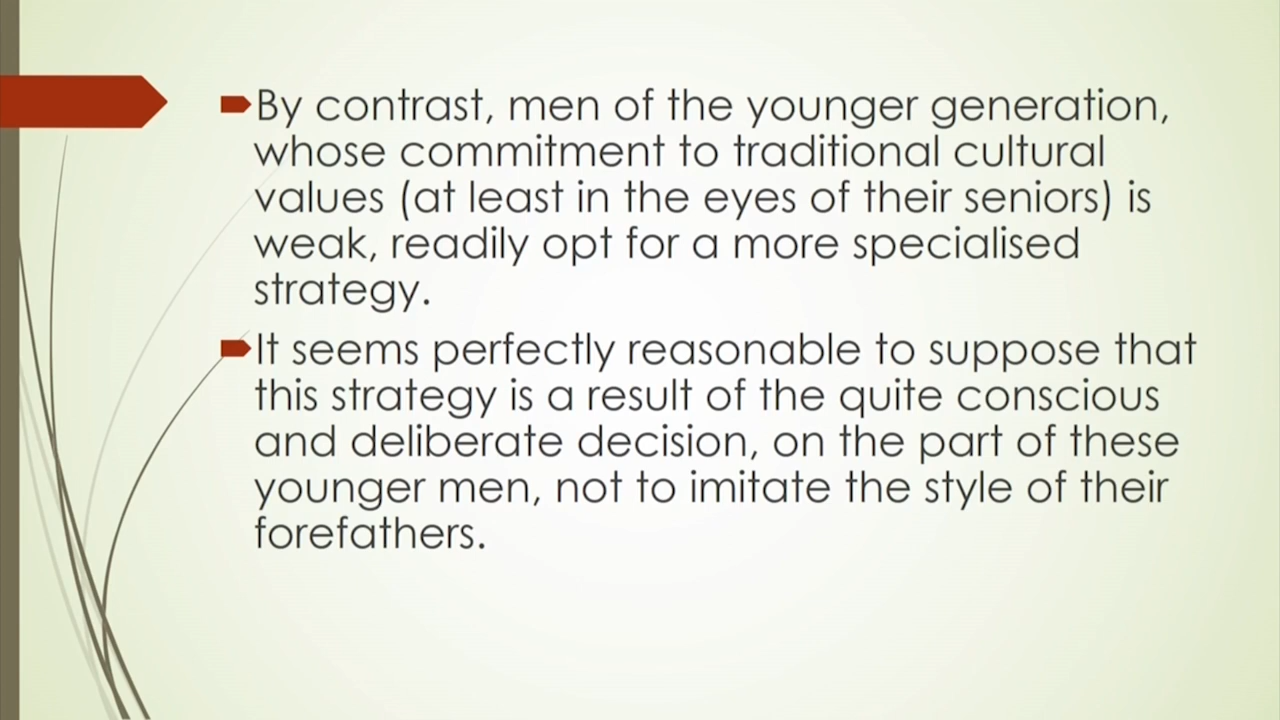 By contrast, men of the younger generation,
whose commitment to traditional cultural
values (at least in the eyes of their seniors) is
weak, readily opt for a more specialised
strategy.
It seems perfectly reasonable to suppose that
this strategy is a result of the quite conscious
and deliberate decision, on the part of these
younger men, not to imitate the style of their
forefathers.